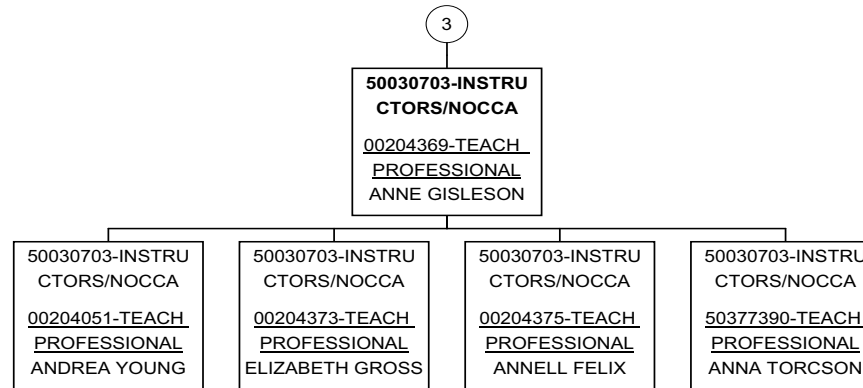 3
50030703-INSTRU
CTORS/NOCCA
00204369-TEACH
PROFESSIONAL
ANNE GISLESON
50030703-INSTRU
CTORS/NOCCA
00204051-TEACH
PROFESSIONAL
ANDREA YOUNG
50030703-INSTRU
CTORS/NOCCA
00204373-TEACH
PROFESSIONAL
ELIZABETH GROSS
50030703-INSTRU
CTORS/NOCCA
00204375-TEACH
PROFESSIONAL
ANNELL FELIX
50030703-INSTRU
CTORS/NOCCA
50377390-TEACH
PROFESSIONAL
ANNA TORCSON